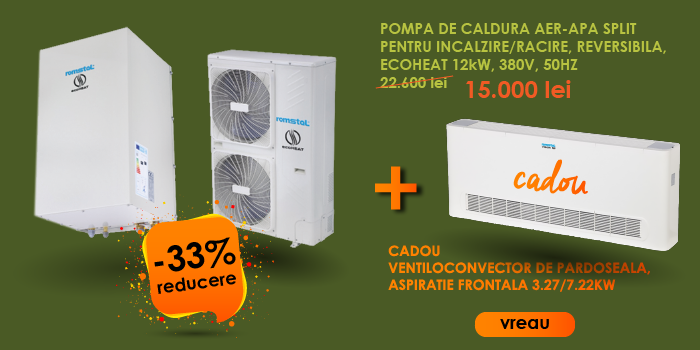 POMPA DE CALDURA AER-APA SPLIT
PENTRU INCALZIRE/RACIRE, REVERSIBILA,
ECOHEAT 12kW, 380V, 50HZ
22.600 lei
15.000 lei
romstal
ECOHEAT
romstal
ECOHEAT
cadou
+
-33%
reducere
CADOU
VENTILOCONVECTOR DE PARDOSEALA,
ASPIRATIE FRONTALA 3.27/7.22KW
vreau